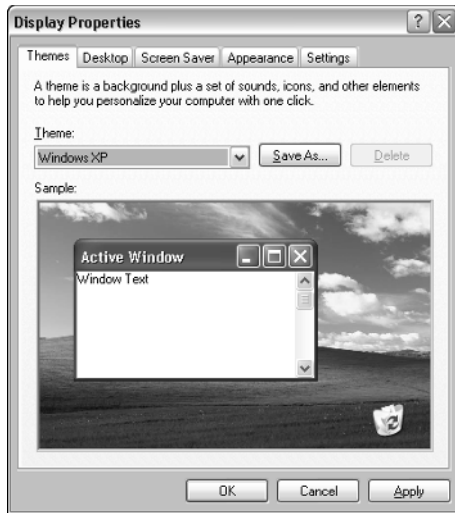 Display Properties
?
Themes Desktop Screen Saver Appearance Settings
A theme is a background plus a set of sounds, icons, and other elements
to help you personalize your computer with one click.
Theme:
Windows XP Save As... Delete
Sample:
Active Window
Window Text
OK Cancel Apply